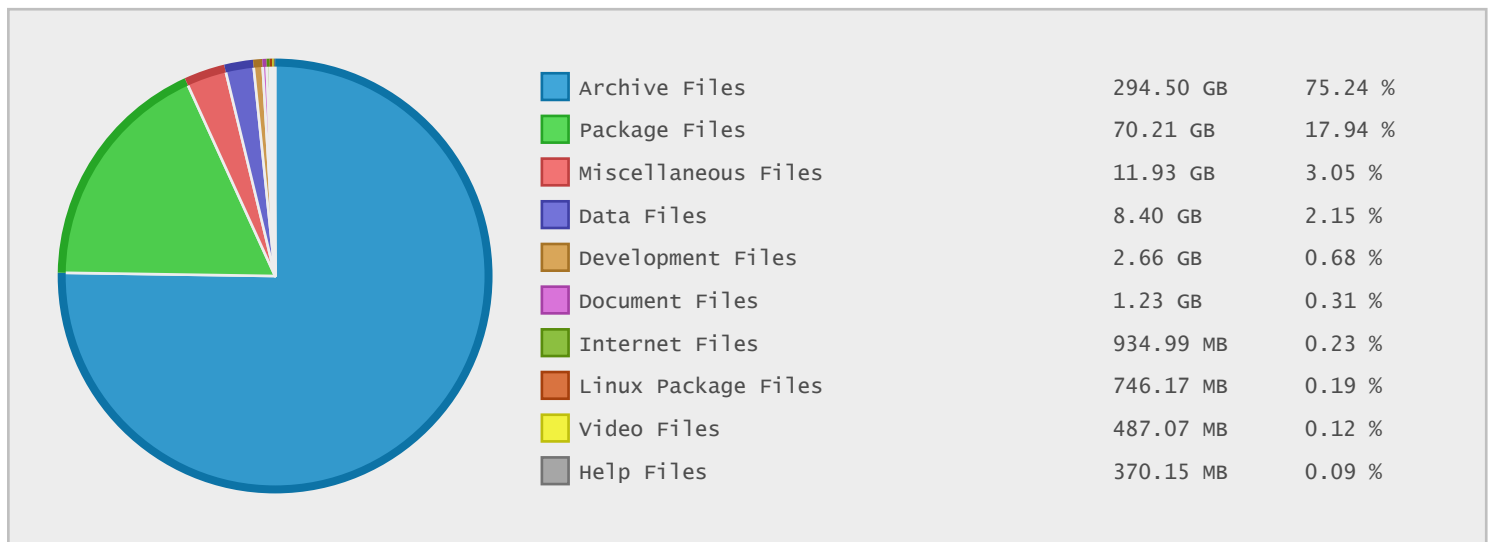 Archive Files 294.50 GB 75.24 %
Package Files 70.21 GB 17.94 %
Miscellaneous Files 11.93 GB 3.05 %
Data Files 8.40 GB 2.15 %
Development Files 2.66 GB 0.68 %
Document Files 1.23 GB 0.31 %
Internet Files 934.99 MB 0.23 %
Linux Package Files 746.17 MB 0.19 %
Video Files 487.07 MB 0.12 %
Help Files 370.15 MB 0.09 %